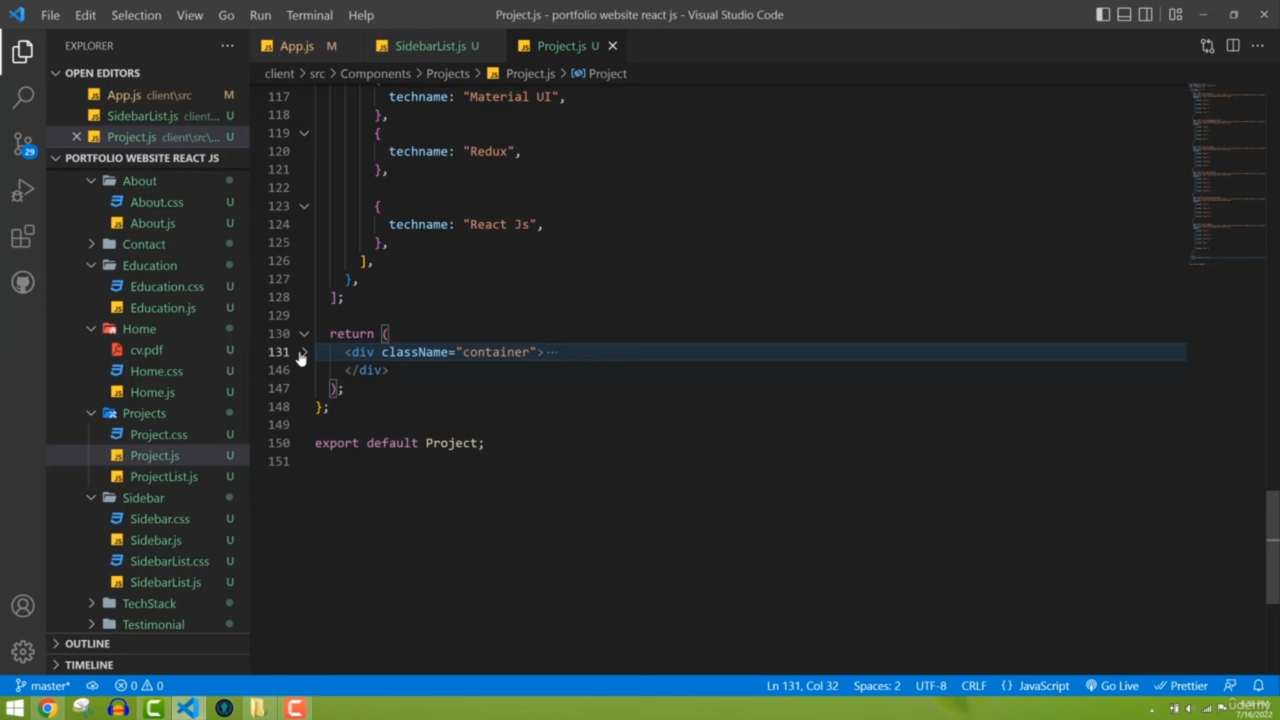 File Edit Selection View Go Run Terminal Help
Project.js - portfolio website react js - Visual Studio Code
EXPLORER
App.js M
SidebarList.js U
Project.js U
OPEN EDITORS
App.js client\src M
SidebarList.js client... U
Project.js client\src\... U
PORTFOLIO WEBSITE REACT JS
About
About.css U
About.js U
Contact
Education
Education.css U
Education.js U
Home
cv.pdf U
Home.css U
Home.js U
Projects
Project.css U
Project.js U
ProjectList.js U
Sidebar
Sidebar.css U
Sidebar.js U
SidebarList.css U
SidebarList.js U
TechStack
Testimonial
OUTLINE
TIMELINE
29
client > src > Components > Projects > Project.js > Project
117 techname: "Material UI",
118 },
119 {
120 techname: "Redux",
121 },
122
123 {
124 techname: "React Js",
125 },
126 ],
127 },
128 ];
129
130 return (
131 <div className="container"> ···
146 </div>
147 );
148 };
149
150 export default Project;
151
master* 0 0
Ln 131, Col 32 Spaces: 2 UTF-8 CRLF {} JavaScript Go Live Prettier
udemy
7/16/2022